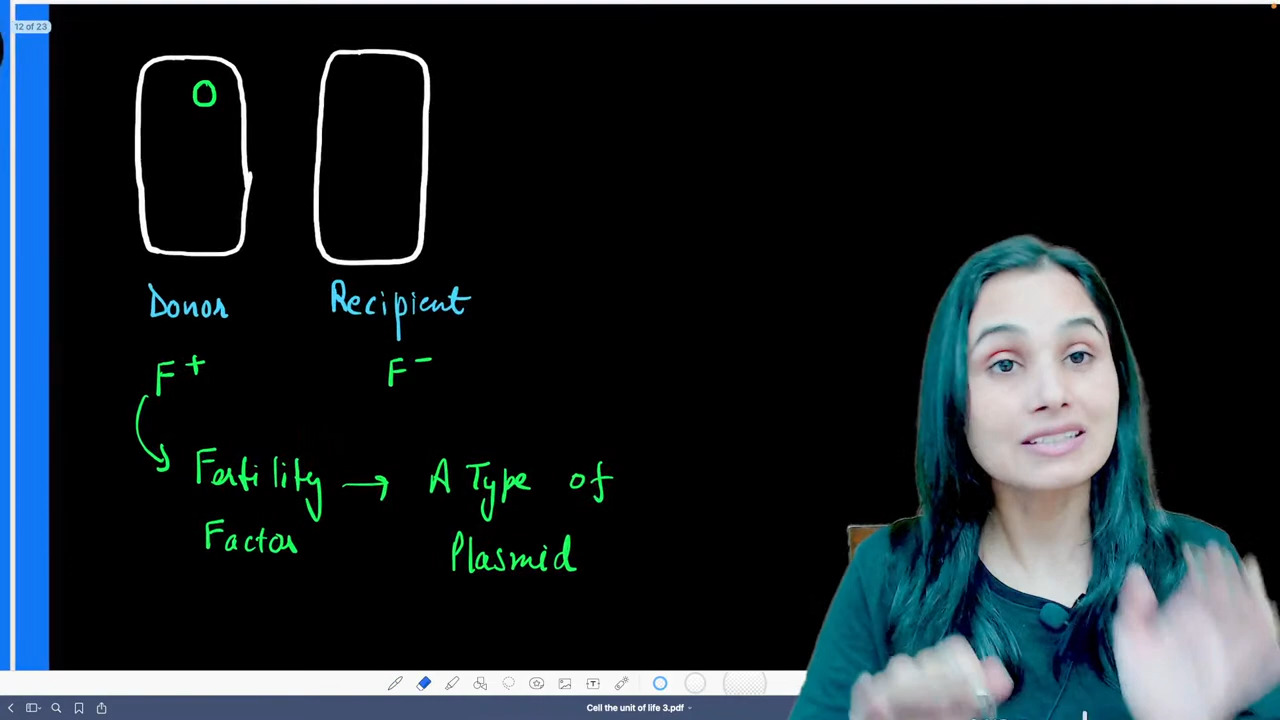 12 of 23
Donor Recipient
F+ F-
Fertility → A Type of
Factor Plasmid
Cell the unit of life 3.pdf